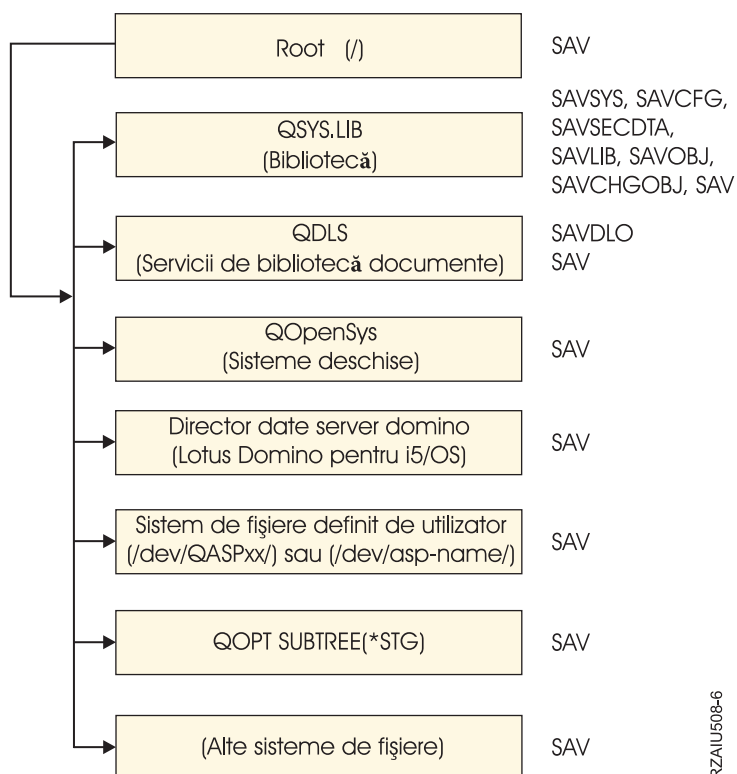 Root (/)
SAV
QSYS.LIB
(Bibliotecă)
SAVSYS, SAVCFG,
SAVSECDTA,
SAVLIB, SAVOBJ,
SAVCHGOBJ, SAV
QDLS
(Servicii de bibliotecă documente)
SAVDLO
SAV
QOpenSys
(Sisteme deschise)
SAV
Director date server domino
(Lotus Domino pentru i5/OS)
SAV
Sistem de fişiere definit de utilizator
(/dev/QASPxx/) sau (/dev/asp-name/)
SAV
QOPT SUBTREE(*STG)
SAV
(Alte sisteme de fişiere)
SAV
RZAIU508-6